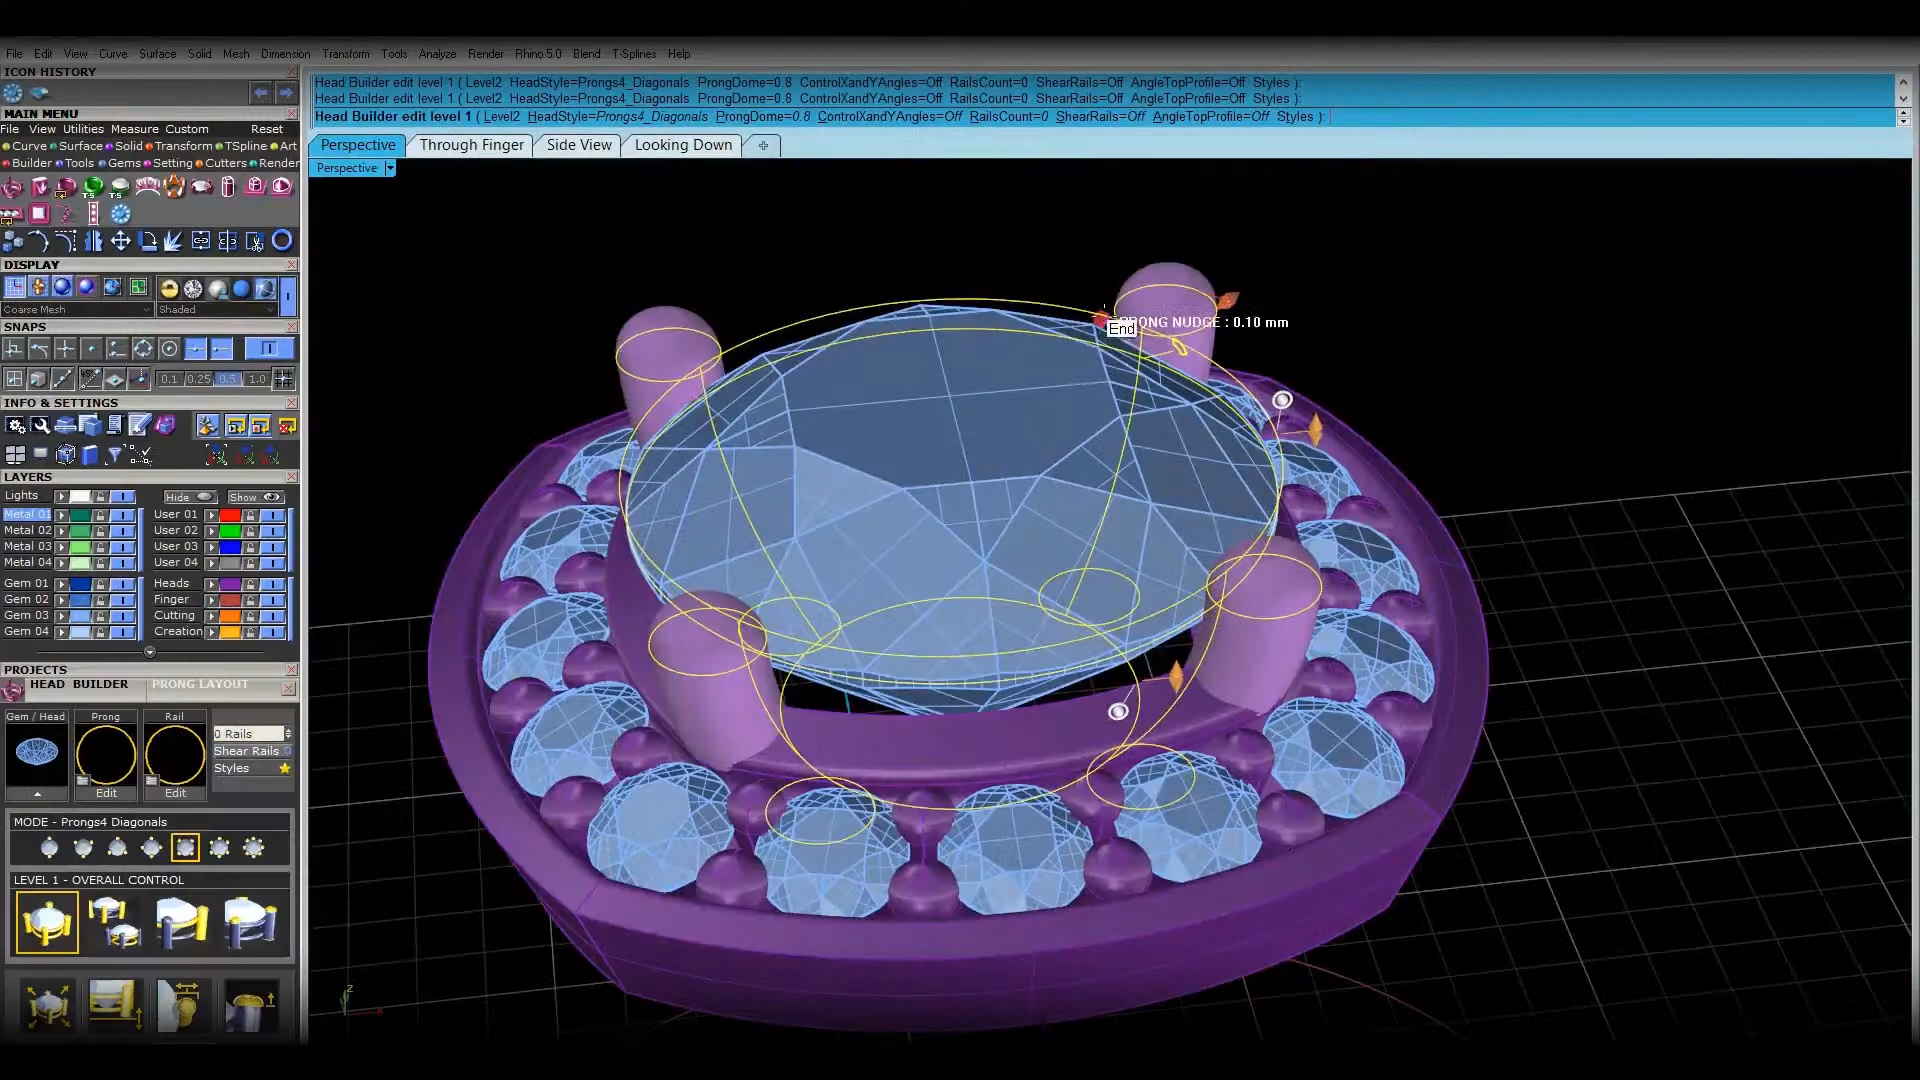 File Edit View Curve Surface Solid Mesh Dimension Transform Tools Analyze Render Rhino 5.0 Blend T-Splines Help
ICON HISTORY
MAIN MENU
File View Utilities Measure Custom Reset
Curve Surface Solid Transform TSpline Art
Builder Tools Gems Setting Cutters Render
DISPLAY
Coarse Mesh Shaded
SNAPS
0.1 0.25 0.5 1.0
INFO & SETTINGS
LAYERS
Lights Hide Show
Metal 01 User 01
Metal 02 User 02
Metal 03 User 03
Metal 04 User 04
Gem 01 Heads
Gem 02 Finger
Gem 03 Cutting
Gem 04 Creation
PROJECTS
HEAD BUILDER PRONG LAYOUT
Gem / Head Prong Rail
0 Rails
Shear Rails
Styles
Edit Edit
MODE - Prongs4 Diagonals
LEVEL 1 - OVERALL CONTROL
Head Builder edit level 1 ( Level2 HeadStyle=Prongs4_Diagonals ProngDome=0.8 ControlXandYAngles=Off RailsCount=0 ShearRails=Off AngleTopProfile=Off Styles ):
Head Builder edit level 1 ( Level2 HeadStyle=Prongs4_Diagonals ProngDome=0.8 ControlXandYAngles=Off RailsCount=0 ShearRails=Off AngleTopProfile=Off Styles ):
Head Builder edit level 1 ( Level2 HeadStyle=Prongs4_Diagonals ProngDome=0.8 ControlXandYAngles=Off RailsCount=0 ShearRails=Off AngleTopProfile=Off Styles ):
Perspective Through Finger Side View Looking Down
Perspective
PRONG NUDGE : 0.10 mm
End
z
x